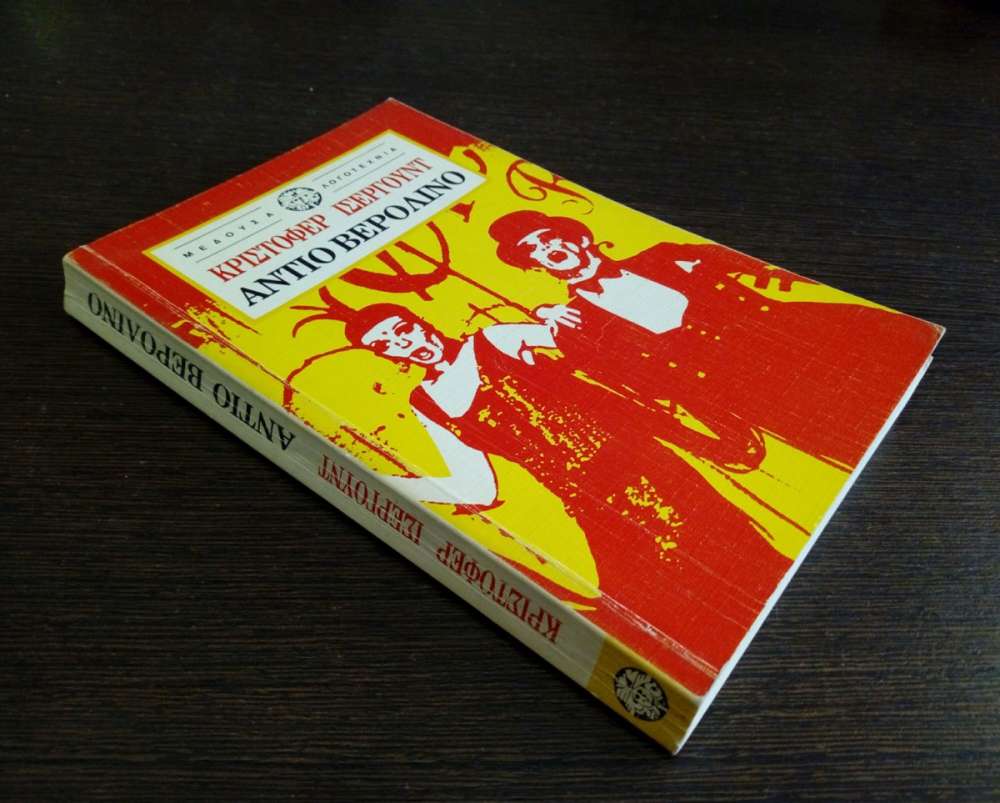 ΜΕΔΟΥΣΑ ΛΟΓΟΤΕΧΝΙΑ
ΚΡΙΣΤΟΦΕΡ ΙΣΕΡΓΟΥΝΤ
ΑΝΤΙΟ ΒΕΡΟΛΙΝΟ
ΚΡΙΣΤΟΦΕΡ ΙΣΕΡΓΟΥΝΤ ΑΝΤΙΟ ΒΕΡΟΛΙΝΟ